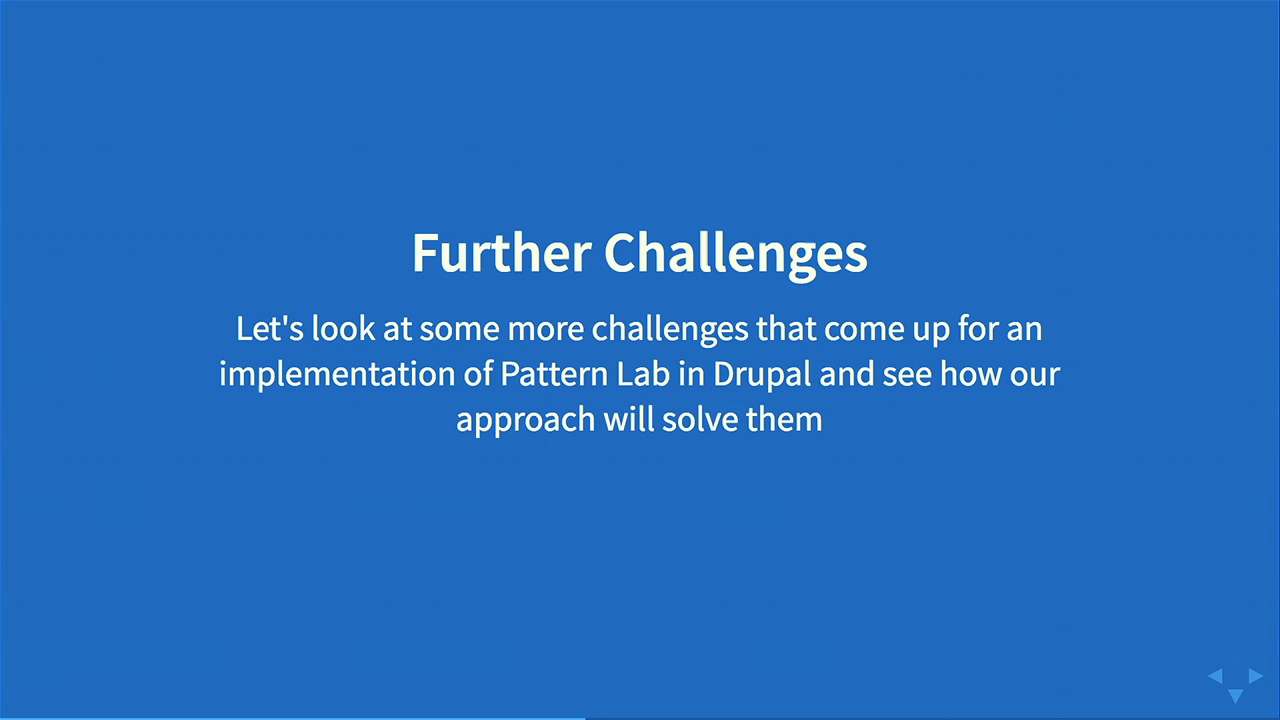 Further Challenges
Let's look at some more challenges that come up for an
implementation of Pattern Lab in Drupal and see how our
approach will solve them